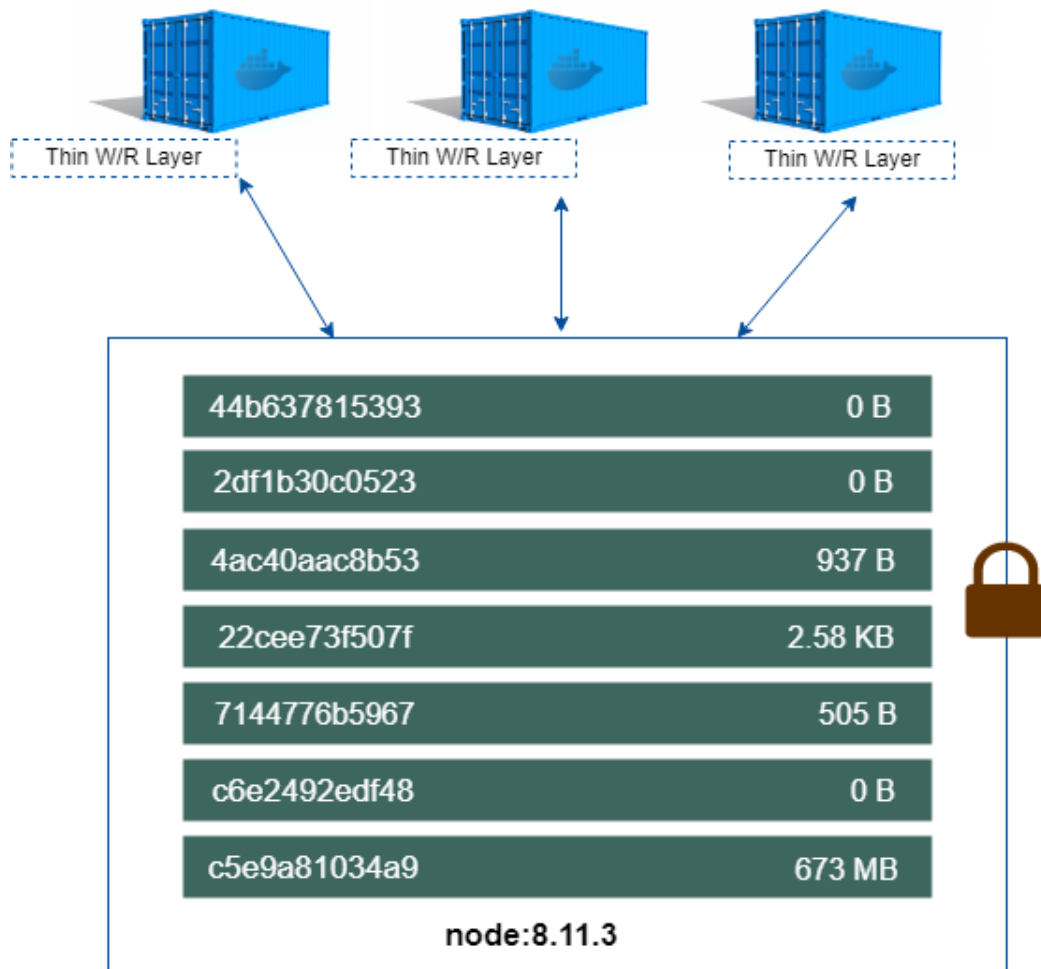 Thin W/R Layer
Thin W/R Layer
Thin W/R Layer
44b637815393 0 B
2df1b30c0523 0 B
4ac40aac8b53 937 B
22cee73f507f 2.58 KB
7144776b5967 505 B
c6e2492edf48 0 B
c5e9a81034a9 673 MB
node:8.11.3